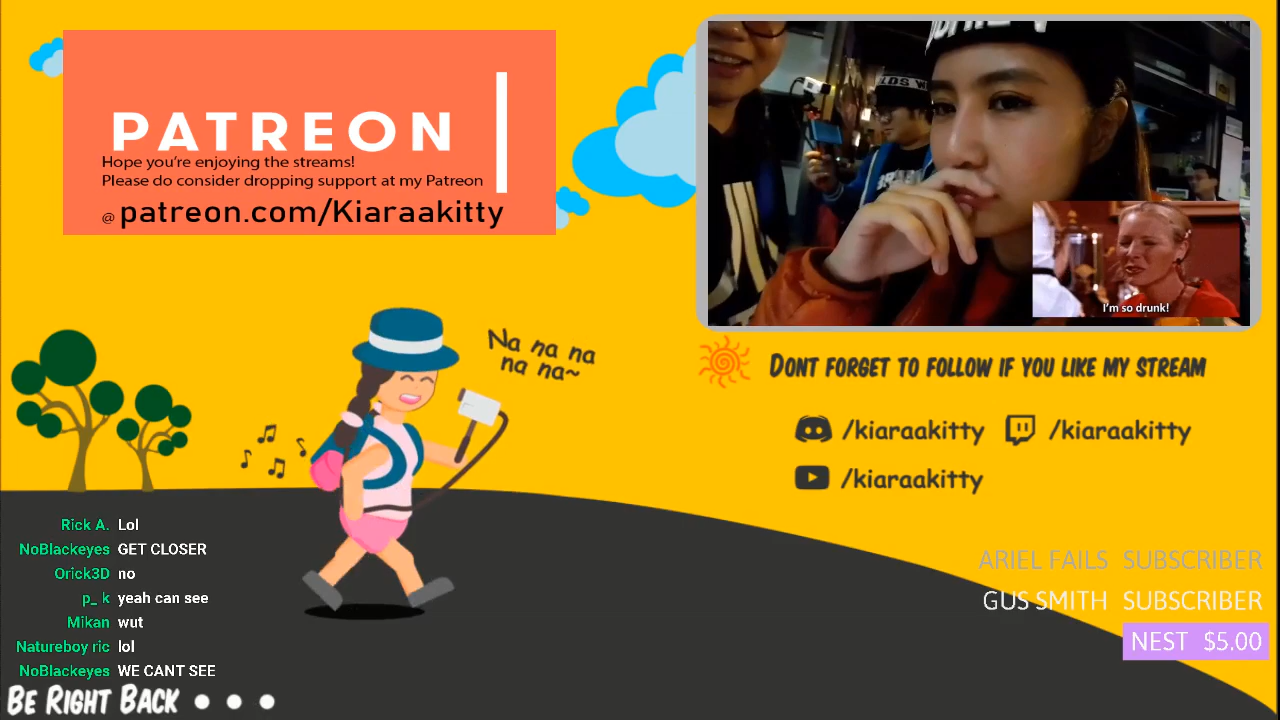 PATREON
Hope you're enjoying the streams!
Please do consider dropping support at my Patreon
@ patreon.com/Kiaraakitty
I'm so drunk!
Na na na
na na~
DONT FORGET TO FOLLOW IF YOU LIKE MY STREAM
/kiaraakitty
/kiaraakitty
/kiaraakitty
Rick A. Lol
NoBlackeyes GET CLOSER
Orick3D no
p_ k yeah can see
Mikan wut
Natureboy ric lol
NoBlackeyes WE CANT SEE
BE RIGHT BACK
ARIEL FAILS SUBSCRIBER
GUS SMITH SUBSCRIBER
NEST $5.00